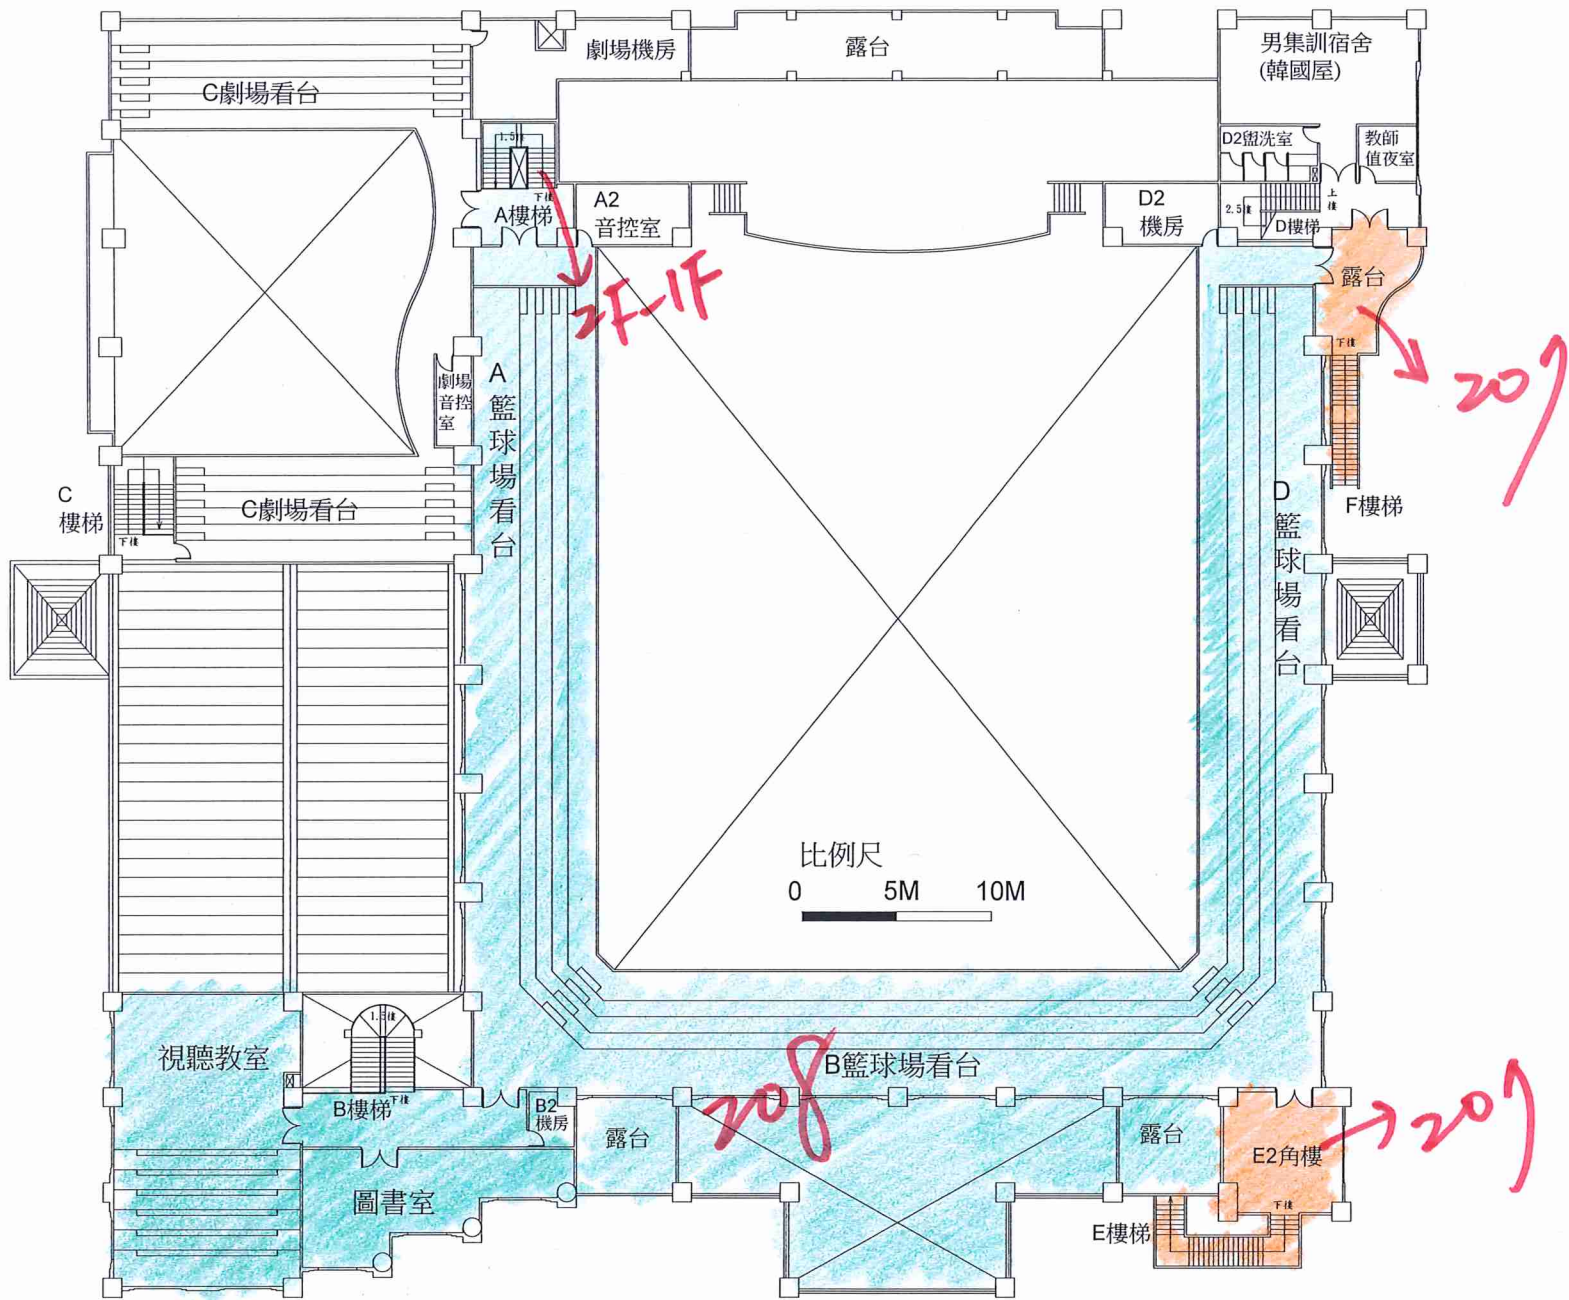 劇場機房
露台
男集訓宿舍
(韓國屋)
C劇場看台
1.5樓
D2盥洗室
教師
值夜室
下樓
A樓梯
A2
音控室
D2
機房
2.5樓
上樓
D樓梯
露台
2F-1F
下樓
207
劇場
音控
室
A籃球場看台
C
樓梯
下樓
C劇場看台
D籃球場看台
F樓梯
比例尺
0 5M 10M
視聽教室
1.5樓
B樓梯
下樓
B2
機房
B籃球場看台
208
露台
露台
E2角樓
207
圖書室
下樓
E樓梯